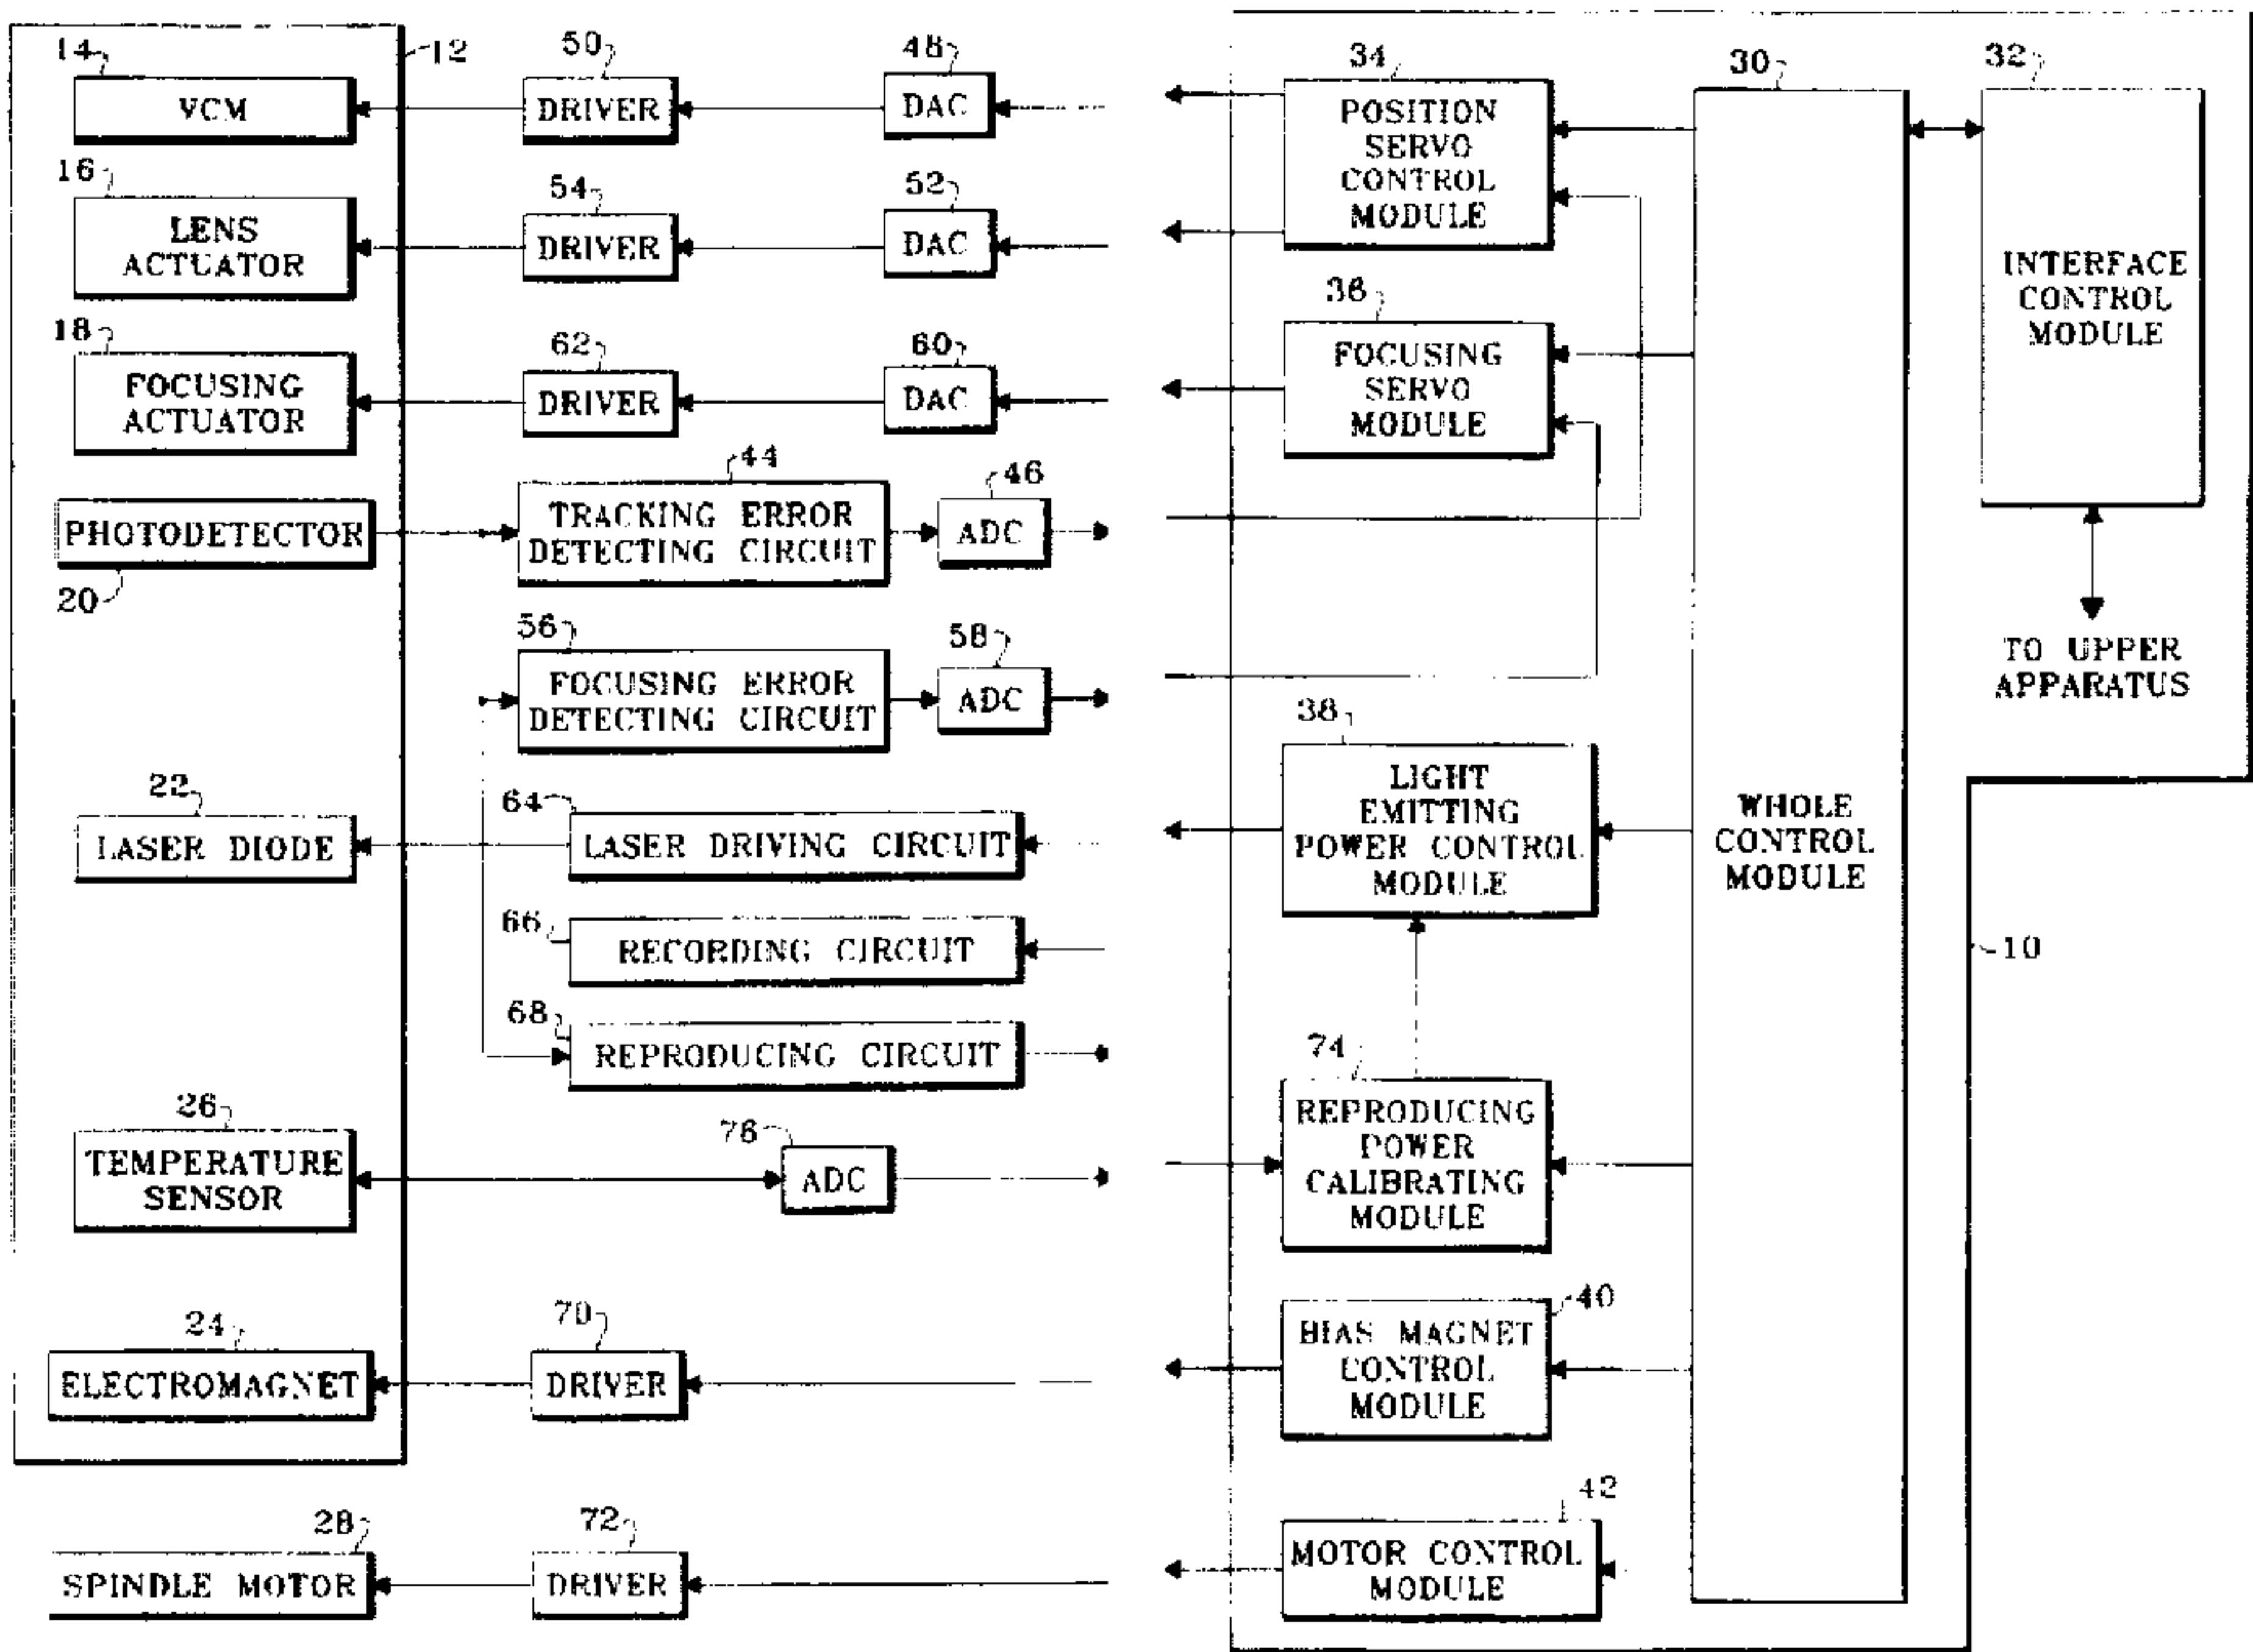 14
12
50
48
VCM
DRIVER
DAC
16
54
52
LENS
ACTUATOR
DRIVER
DAC
18
62
60
FOCUSING
ACTUATOR
DRIVER
DAC
44
46
PHOTODETECTOR
TRACKING ERROR
DETECTING CIRCUIT
ADC
20
56
58
FOCUSING ERROR
DETECTING CIRCUIT
ADC
22
64
LASER DIODE
LASER DRIVING CIRCUIT
66
RECORDING CIRCUIT
68
REPRODUCING CIRCUIT
26
76
TEMPERATURE
SENSOR
ADC
24
70
ELECTROMAGNET
DRIVER
28
72
SPINDLE MOTOR
DRIVER
34
30
32
POSITION
SERVO
CONTROL
MODULE
INTERFACE
CONTROL
MODULE
36
FOCUSING
SERVO
MODULE
TO UPPER
APPARATUS
38
LIGHT
EMITTING
POWER CONTROL
MODULE
WHOLE
CONTROL
MODULE
10
74
REPRODUCING
POWER
CALIBRATING
MODULE
40
BIAS MAGNET
CONTROL
MODULE
42
MOTOR CONTROL
MODULE